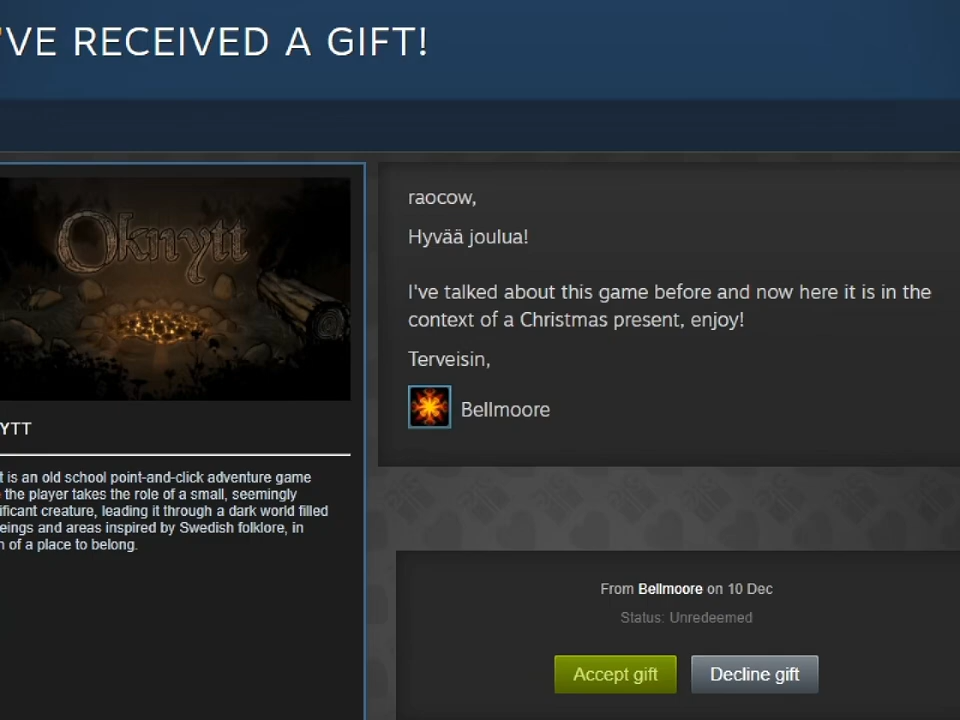 'VE RECEIVED A GIFT!
Oknytt
YTT
t is an old school point-and-click adventure game
the player takes the role of a small, seemingly
ificant creature, leading it through a dark world filled
eings and areas inspired by Swedish folklore, in
n of a place to belong.
raocow,
Hyvää joulua!
I've talked about this game before and now here it is in the
context of a Christmas present, enjoy!
Terveisin,
Bellmoore
From Bellmoore on 10 Dec
Status: Unredeemed
Accept gift
Decline gift